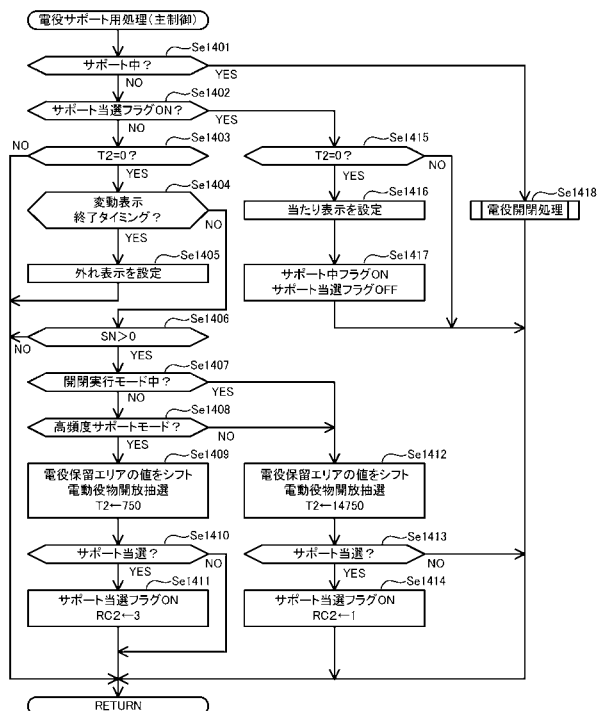 電役サポート用処理(主制御)
Se1401
サポート中?
YES
NO
Se1402
サポート当選フラグON?
YES
NO
Se1403
NO
T2=0?
YES
Se1415
T2=0?
NO
YES
Se1404
変動表示
終了タイミング?
NO
YES
Se1416
当たり表示を設定
Se1418
電役開閉処理
Se1405
外れ表示を設定
Se1417
サポート中フラグON
サポート当選フラグOFF
Se1406
SN>0
NO
YES
Se1407
開閉実行モード中?
YES
NO
Se1408
高頻度サポートモード?
NO
YES
Se1409
電役保留エリアの値をシフト
電動役物開放抽選
T2←750
Se1412
電役保留エリアの値をシフト
電動役物開放抽選
T2←14750
Se1410
サポート当選?
NO
YES
Se1413
サポート当選?
NO
YES
Se1411
サポート当選フラグON
RC2←3
Se1414
サポート当選フラグON
RC2←1
RETURN